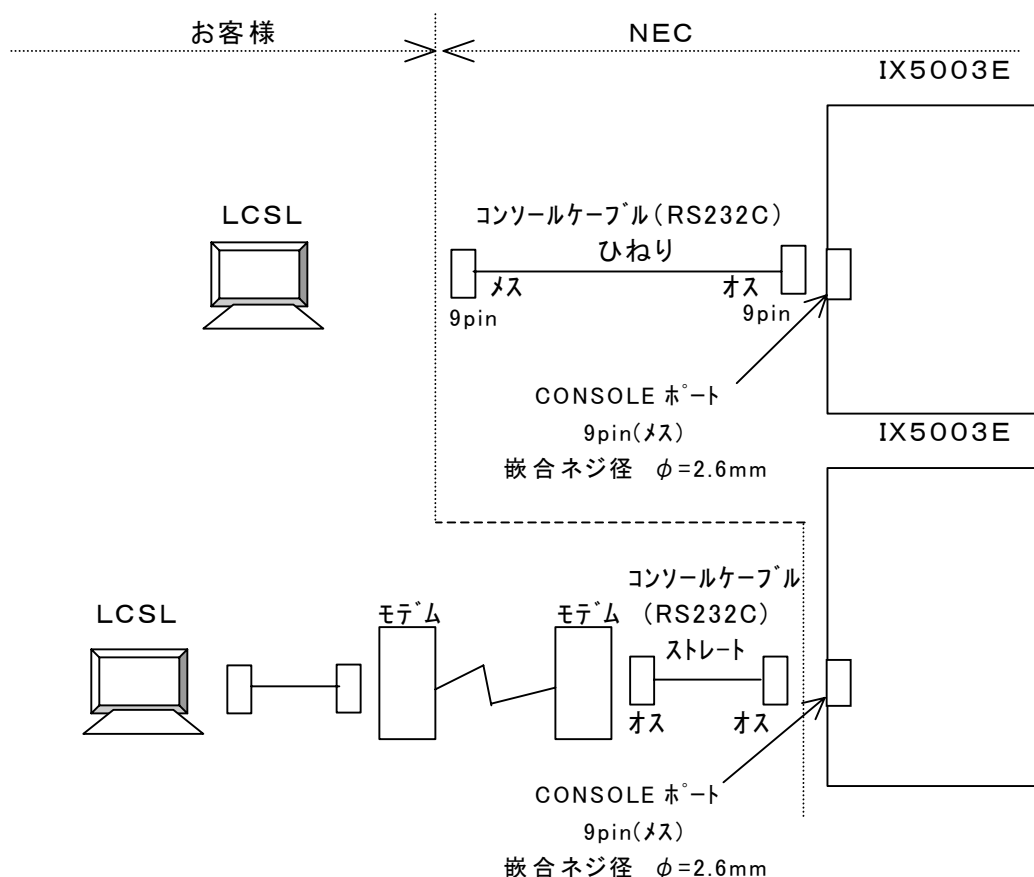 お客様
NEC
IX5003E
LCSL
コンソールケーブル(RS232C)
ひねり
メス
オス
9pin
9pin
CONSOLE ポート
9pin(メス)
嵌合ネジ径 φ=2.6mm
IX5003E
コンソールケーブル
(RS232C)
ストレート
LCSL
モデム
モデム
オス
オス
CONSOLE ポート
9pin(メス)
嵌合ネジ径 φ=2.6mm